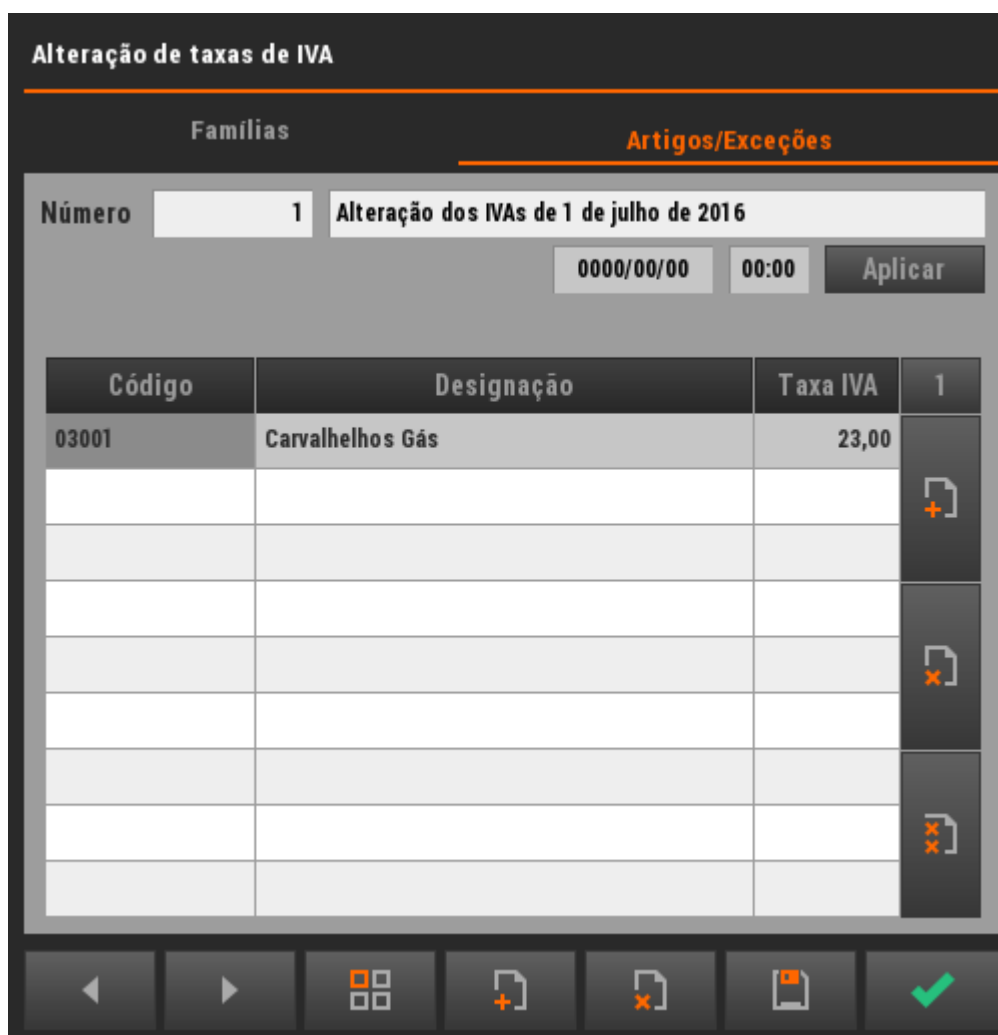 Alteração de taxas de IVA
Famílias Artigos/Exceções
Número 1 Alteração dos IVAs de 1 de julho de 2016
0000/00/00 00:00 Aplicar
Código Designação Taxa IVA 1
03001 Carvalhelhos Gás 23,00